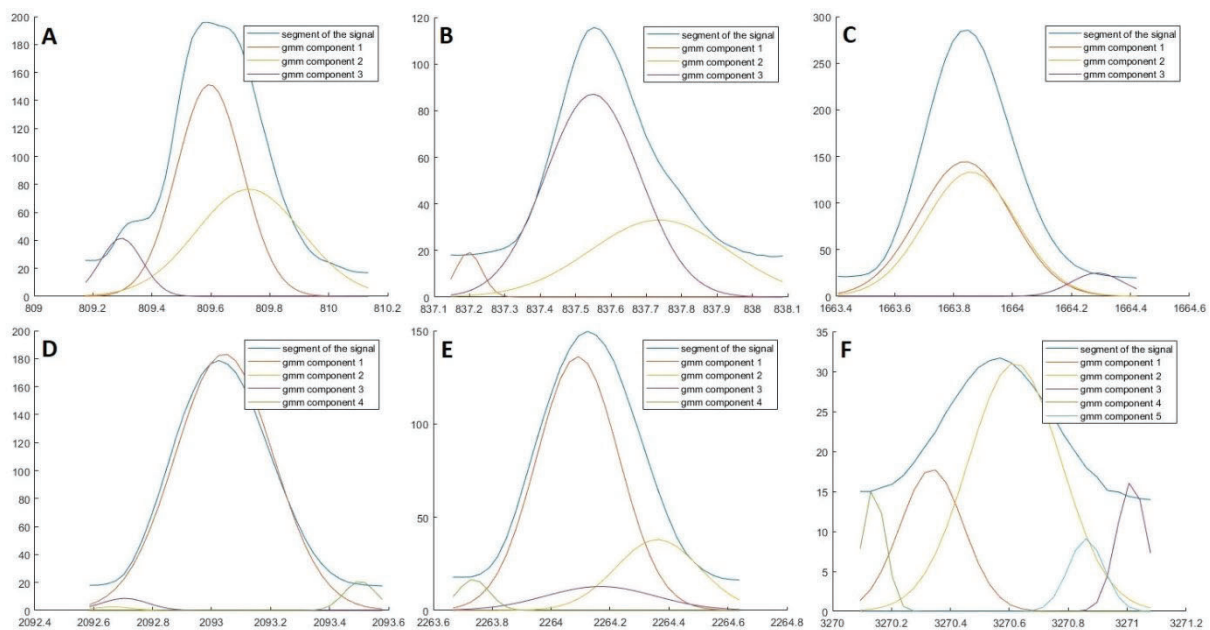 A
200
180
160
140
120
100
80
60
40
20
0
809
809.2
809.4
809.6
809.8
810
810.2
segment of the signal
gmm component 1
gmm component 2
gmm component 3
B
120
100
80
60
40
20
0
837.1
837.2
837.3
837.4
837.5
837.6
837.7
837.8
837.9
838
838.1
segment of the signal
gmm component 1
gmm component 2
gmm component 3
C
300
250
200
150
100
50
0
1663.4
1663.6
1663.8
1664
1664.2
1664.4
1664.6
segment of the signal
gmm component 1
gmm component 2
gmm component 3
D
200
180
160
140
120
100
80
60
40
20
0
2092.4
2092.6
2092.8
2093
2093.2
2093.4
2093.6
segment of the signal
gmm component 1
gmm component 2
gmm component 3
gmm component 4
E
150
100
50
0
2263.6
2263.8
2264
2264.2
2264.4
2264.6
2264.8
segment of the signal
gmm component 1
gmm component 2
gmm component 3
gmm component 4
F
35
30
25
20
15
10
5
0
3270
3270.2
3270.4
3270.6
3270.8
3271
3271.2
segment of the signal
gmm component 1
gmm component 2
gmm component 3
gmm component 4
gmm component 5